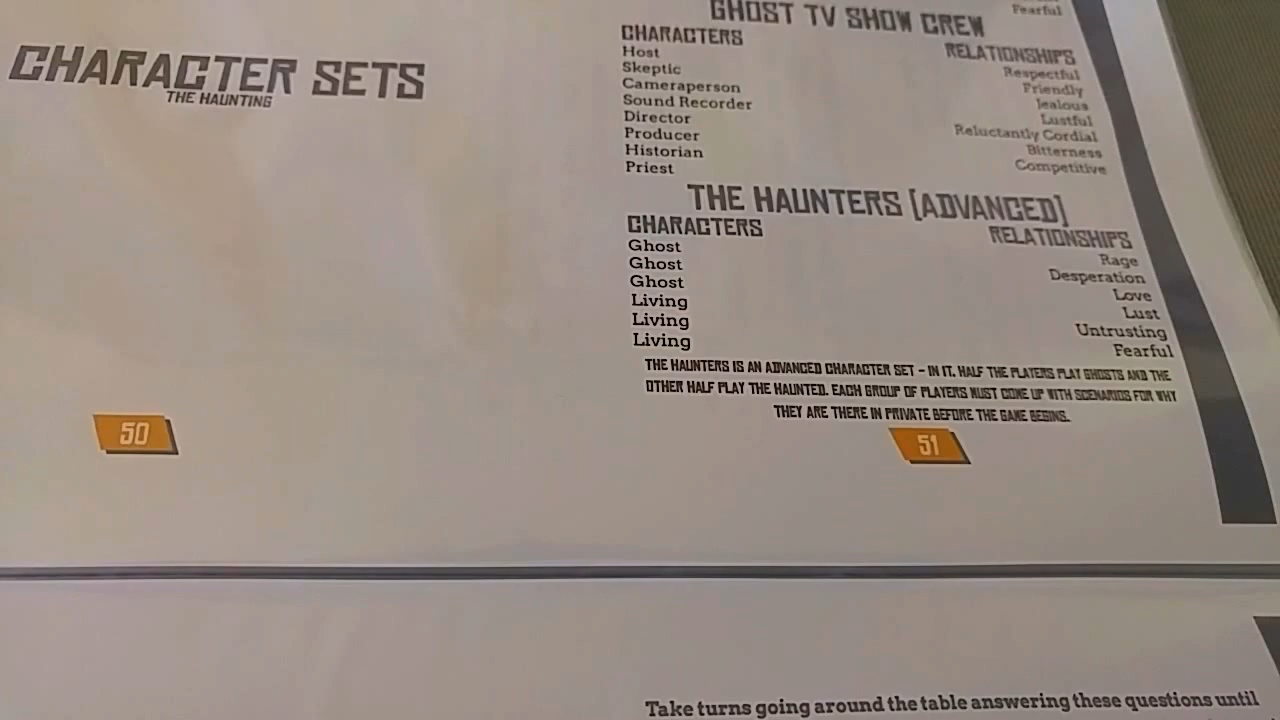 CHARACTER SETS
THE HAUNTING
50
Fearful
GHOST TV SHOW CREW
CHARACTERS
Host
Skeptic
Cameraperson
Sound Recorder
Director
Producer
Historian
Priest
RELATIONSHIPS
Respectful
Friendly
Jealous
Lustful
Reluctantly Cordial
Bitterness
Competitive
THE HAUNTERS [ADVANCED]
CHARACTERS
Ghost
Ghost
Ghost
Living
Living
Living
RELATIONSHIPS
Rage
Desperation
Love
Lust
Untrusting
Fearful
THE HAUNTERS IS AN ADVANCED CHARACTER SET - IN IT, HALF THE PLAYERS PLAY GHOSTS AND THE
OTHER HALF PLAY THE HAUNTED. EACH GROUP OF PLAYERS MUST COME UP WITH SCENARIOS FOR WHY
THEY ARE THERE IN PRIVATE BEFORE THE GAME BEGINS.
51
Take turns going around the table answering these questions until